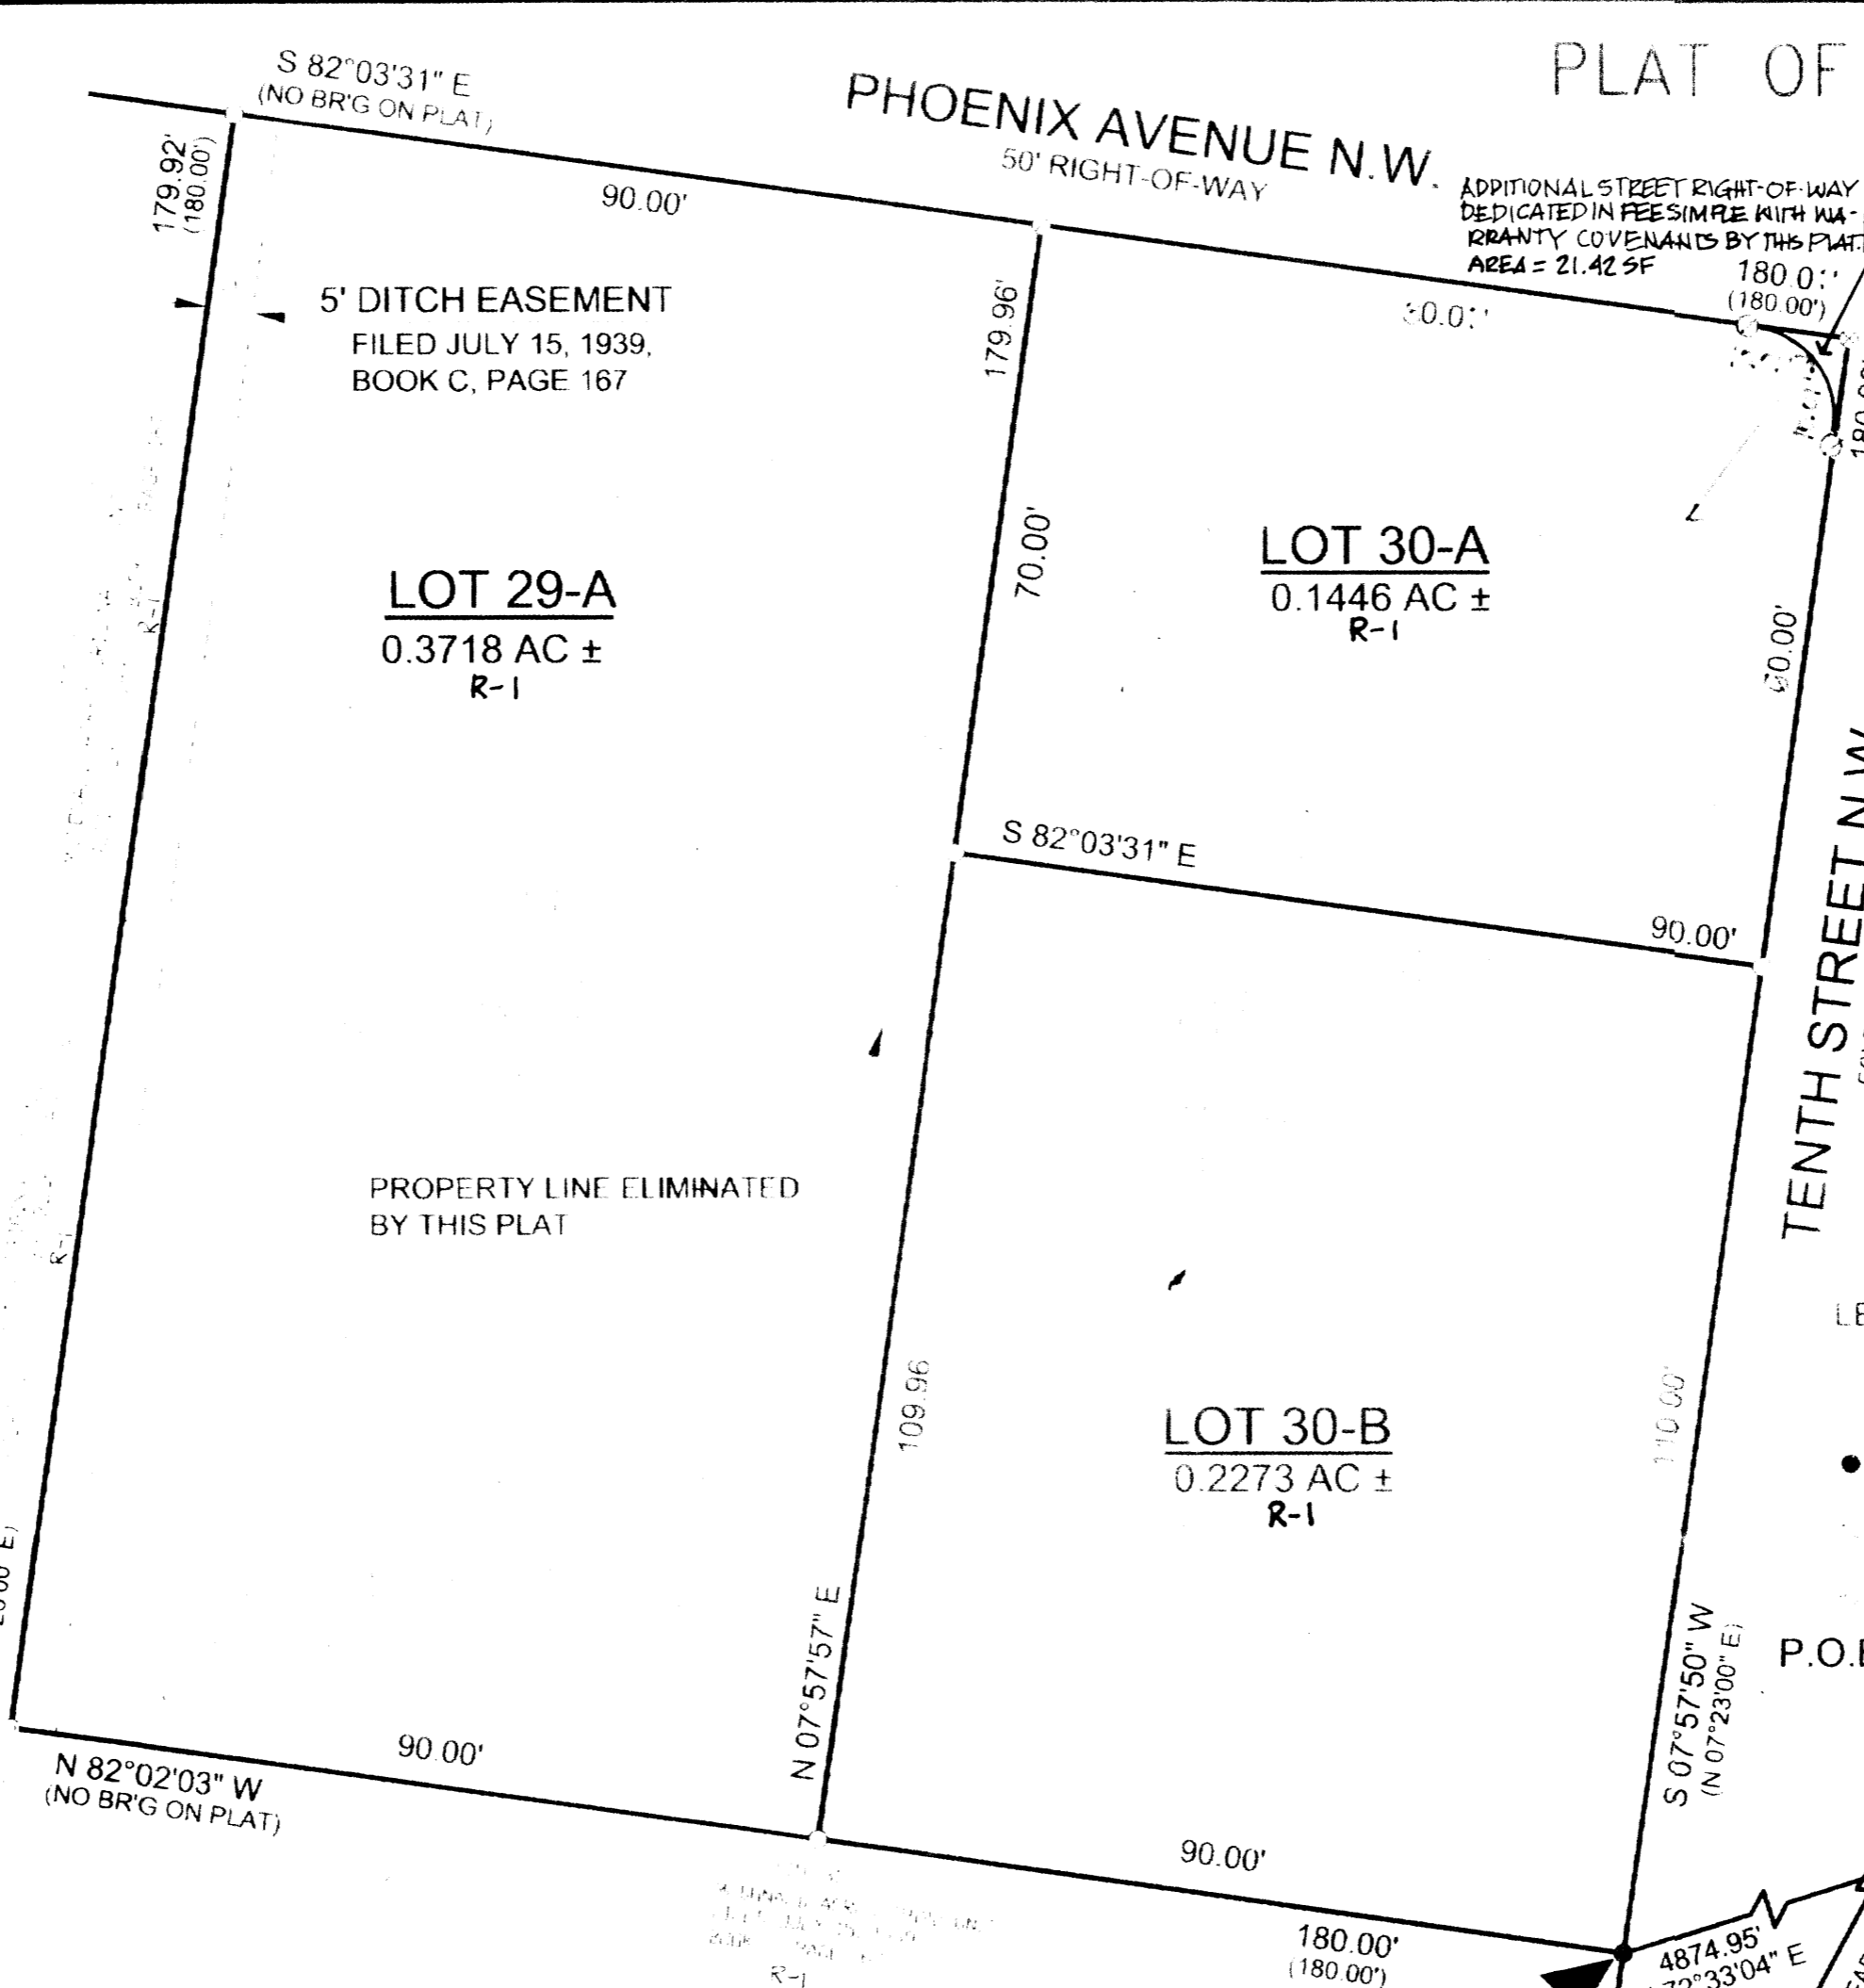 PLAT OF
S 82°03'31" E
(NO BR'G ON PLAT)
PHOENIX AVENUE N.W.
50' RIGHT-OF-WAY
ADDITIONAL STREET RIGHT-OF-WAY
DEDICATED IN FEE SIMPLE WITH WA-
RRANTY COVENANTS BY THIS PLAT.
AREA = 21.42 SF
179.92'
(180.00')
90.00'
(180.00')
5' DITCH EASEMENT
FILED JULY 15, 1939,
BOOK C, PAGE 167
179.96'
70.00'
LOT 29-A
0.3718 AC ±
R-1
LOT 30-A
0.1446 AC ±
R-1
R-1
S 82°03'31" E
90.00'
TENTH STREET N.W.
PROPERTY LINE ELIMINATED
BY THIS PLAT
R-1
109.96
110.00'
LOT 30-B
0.2273 AC ±
R-1
N 07°57'57" E
S 07°57'50" W
(N 07°23'00" E)
90.00'
N 82°02'03" W
(NO BR'G ON PLAT)
90.00'
180.00'
(180.00')
4874.95'
R-1